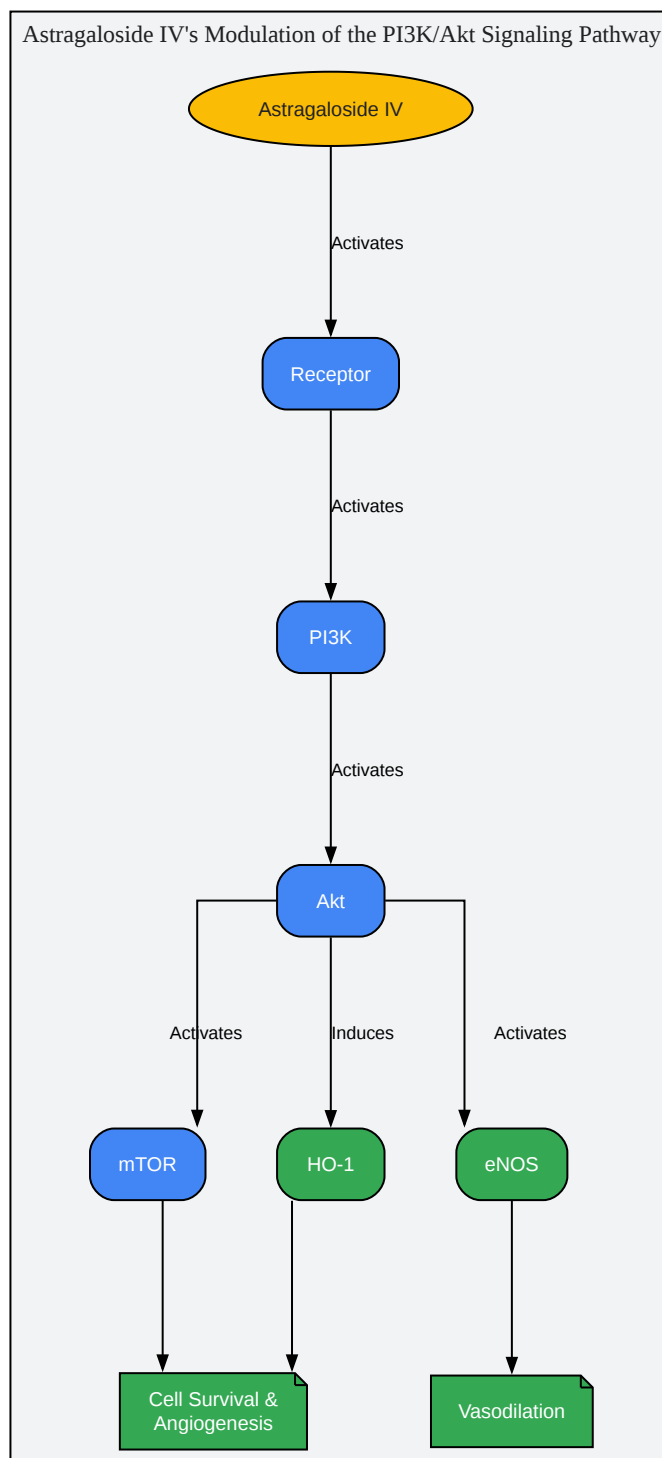 Astragaloside IV's Modulation of the PI3K/Akt Signaling Pathway
Astragaloside IV
Activates
Receptor
Activates
PI3K
Activates
Akt
Activates
Induces
Activates
mTOR
HO-1
eNOS
Cell Survival &
Angiogenesis
Vasodilation